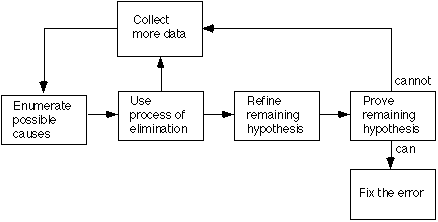 Collect
more data
cannot
Enumerate
possible
causes
Use
process of
elimination
Refine
remaining
hypothesis
Prove
remaining
hypothesis
can
Fix the error